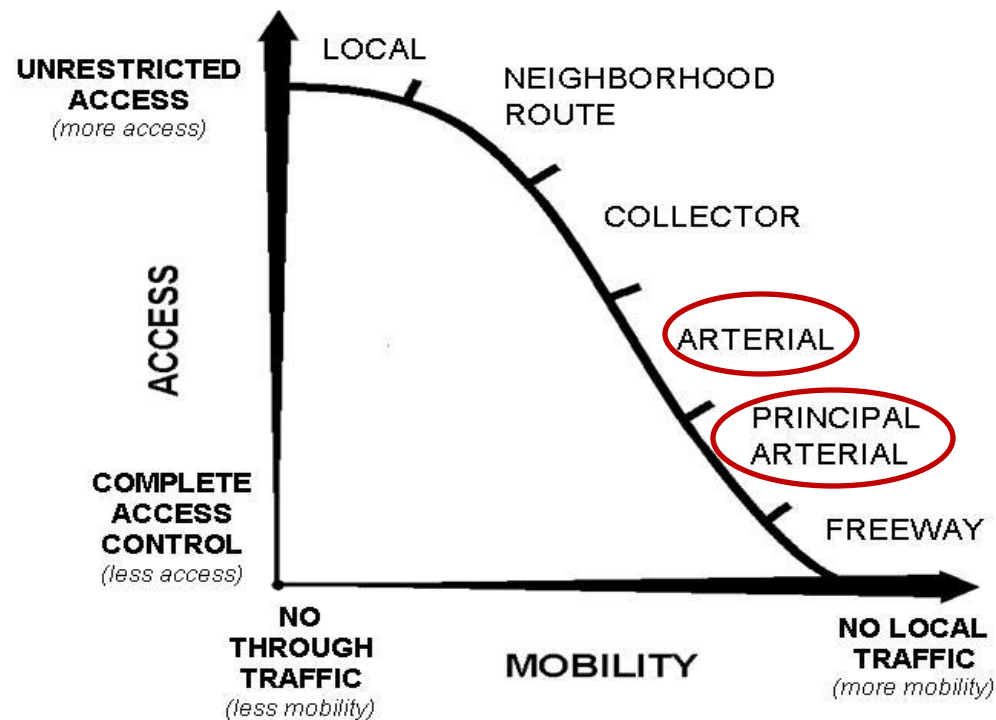 LOCAL
UNRESTRICTED
ACCESS
(more access)
NEIGHBORHOOD
ROUTE
COLLECTOR
ACCESS
ARTERIAL
PRINCIPAL
ARTERIAL
COMPLETE
ACCESS
CONTROL
(less access)
FREEWAY
NO
THROUGH
TRAFFIC
(less mobility)
MOBILITY
NO LOCAL
TRAFFIC
(more mobility)